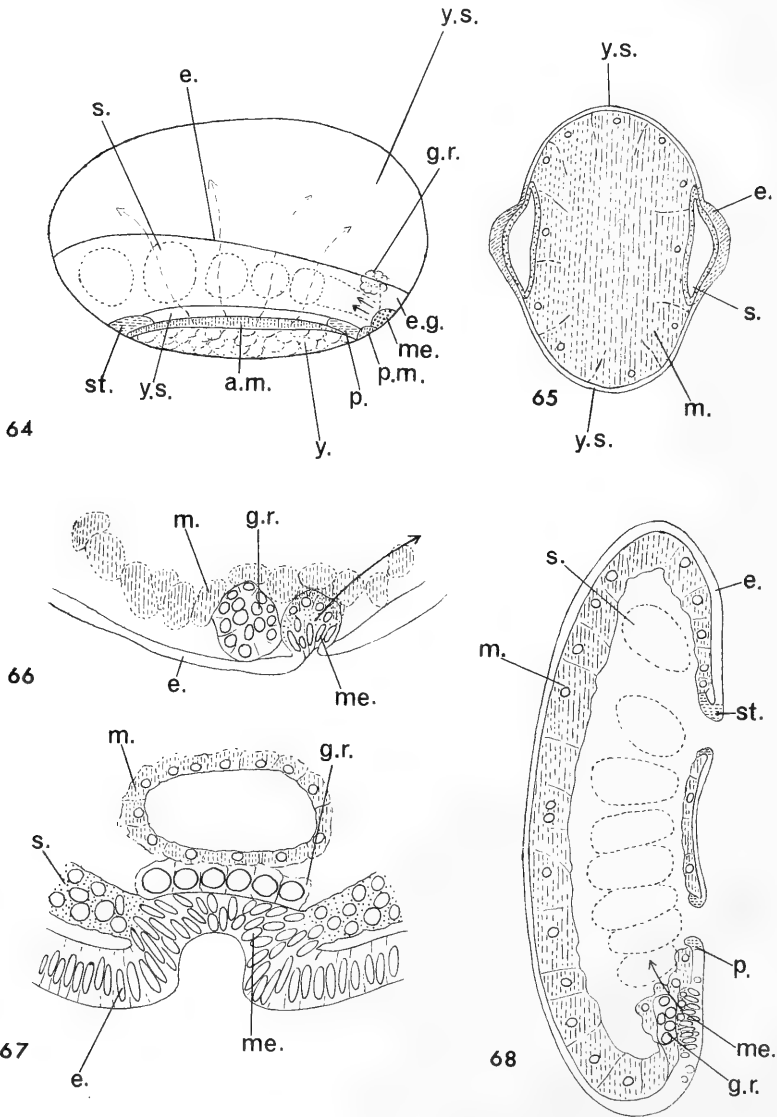 y.s.
e.
s.
g.r.
e.g.
me.
p.m.
p.
a.m.
y.s.
st.
y.
64
y.s.
e.
s.
m.
y.s.
65
m.
g.r.
e.
me.
66
m.
g.r.
s.
me.
e.
67
s.
e.
m.
st.
p.
me.
g.r.
68